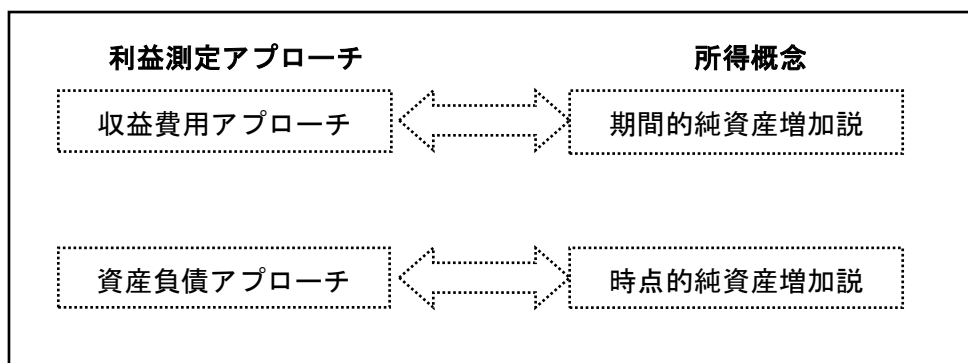 利益測定アプローチ 所得概念
収益費用アプローチ 期間的純資産増加説
資産負債アプローチ 時点的純資産増加説